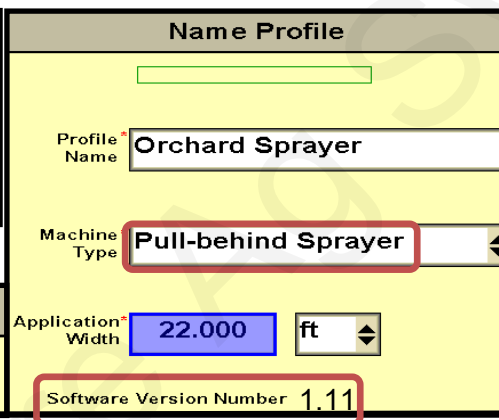 Name Profile
Profile* Name Orchard Sprayer
Machine* Type Pull-behind Sprayer
Application* Width 22.000 ft
Software Version Number 1.11